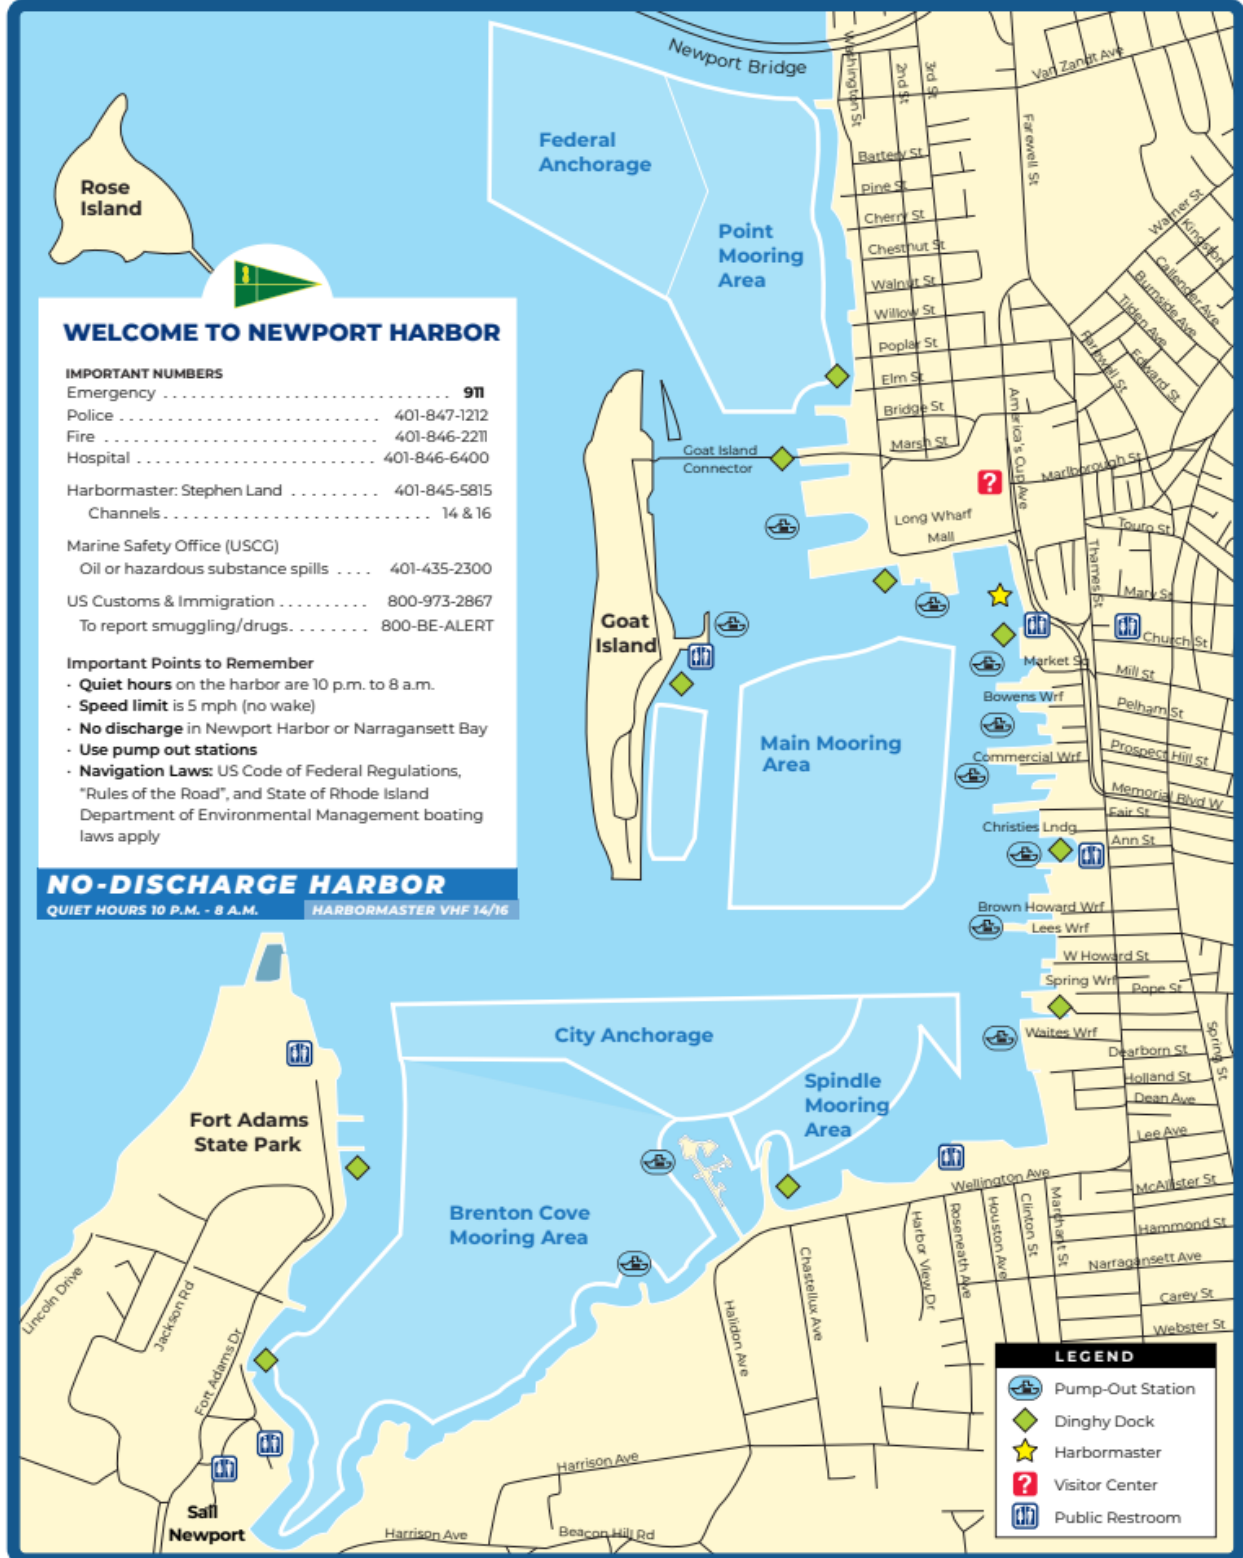 Newport Bridge
Washington St
2nd St
3rd St
Van Zandt Ave
Farewell St
Federal
Anchorage
Battery St
Pine St
Cherry St
Chestnut St
Walnut St
Willow St
Poplar St
Elm St
Bridge St
Marsh St
Warner St
Kingston
Callender Ave
Burnside Ave
Tilden Ave
Edward St
Farewell St
Rose
Island
Point
Mooring
Area
WELCOME TO NEWPORT HARBOR
IMPORTANT NUMBERS
Emergency . . . . . . . . . . . . . . . . . . . . . . . . . . . . . . . 911
Police . . . . . . . . . . . . . . . . . . . . . . . . . . . . 401-847-1212
Fire . . . . . . . . . . . . . . . . . . . . . . . . . . . . . . 401-846-2211
Hospital . . . . . . . . . . . . . . . . . . . . . . . . . . 401-846-6400
Harbormaster: Stephen Land . . . . . . . . . 401-845-5815
Channels . . . . . . . . . . . . . . . . . . . . . . . . . . . . . 14 & 16
Marine Safety Office (USCG)
Oil or hazardous substance spills . . . . 401-435-2300
US Customs & Immigration . . . . . . . . . . 800-973-2867
To report smuggling/drugs. . . . . . . . 800-BE-ALERT
Important Points to Remember
· Quiet hours on the harbor are 10 p.m. to 8 a.m.
· Speed limit is 5 mph (no wake)
· No discharge in Newport Harbor or Narragansett Bay
· Use pump out stations
· Navigation Laws: US Code of Federal Regulations,
“Rules of the Road”, and State of Rhode Island
Department of Environmental Management boating
laws apply
NO-DISCHARGE HARBOR
QUIET HOURS 10 P.M. - 8 A.M.
HARBORMASTER VHF 14/16
Goat Island
Connector
America's Cup Ave
Marlborough St
?
Long Wharf
Mall
Touro St
Thames St
Mary St
Church St
Goat
Island
Market Sq
Mill St
Bowens Wrf
Pelham St
Main Mooring
Area
Commercial Wrf
Prospect Hill St
Memorial Blvd W
Fair St
Christies Lndg
Ann St
Brown Howard Wrf
Lees Wrf
W Howard St
Spring Wrf
Pope St
Waites Wrf
Spring St
Dearborn St
Holland St
Dean Ave
Lee Ave
City Anchorage
Spindle
Mooring
Area
Fort Adams
State Park
Brenton Cove
Mooring Area
Wellington Ave
McAllister St
Hammond St
Narragansett Ave
Carey St
Webster St
Marchant St
Clinton St
Houston Ave
Roseneath Ave
Harbor View Dr
Chastellux Ave
Halidon Ave
Lincoln Drive
Jackson Rd
Fort Adams Dr
Sail
Newport
Harrison Ave
Harrison Ave
Beacon Hill Rd
LEGEND
Pump-Out Station
Dinghy Dock
Harbormaster
? Visitor Center
Public Restroom